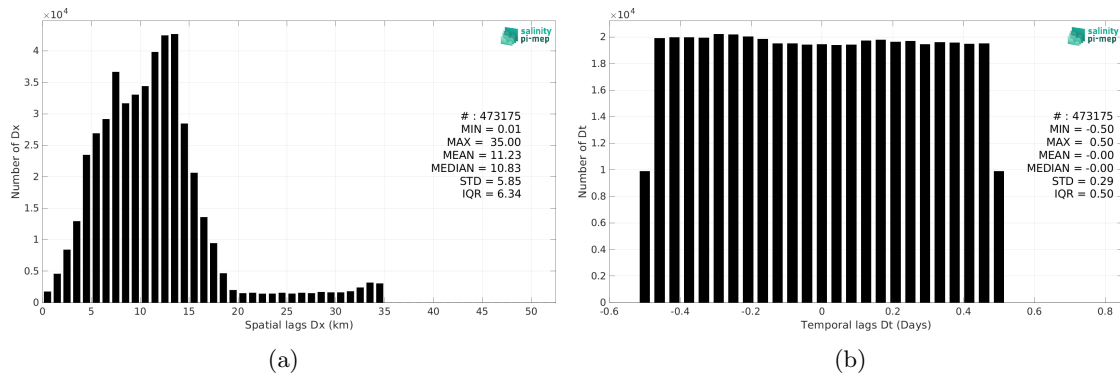 ×10⁴
4
3.5
3
2.5
2
1.5
1
0.5
0
Number of Dx
0 5 10 15 20 25 30 35 40 45 50
Spatial lags Dx (km)
salinity
pi-mep
# : 473175
MIN = 0.01
MAX = 35.00
MEAN = 11.23
MEDIAN = 10.83
STD = 5.85
IQR = 6.34
(a)
×10⁴
2
1.8
1.6
1.4
1.2
1
0.8
0.6
0.4
0.2
0
Number of Dt
-0.6 -0.4 -0.2 0 0.2 0.4 0.6 0.8
Temporal lags Dt (Days)
salinity
pi-mep
# : 473175
MIN = -0.50
MAX = 0.50
MEAN = -0.00
MEDIAN = -0.00
STD = 0.29
IQR = 0.50
(b)